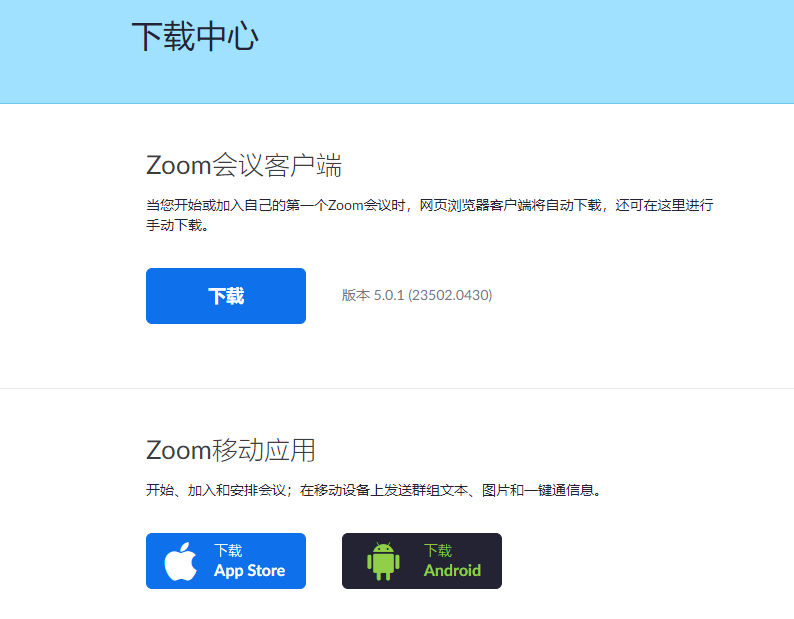 下载中心
Zoom会议客户端
当您开始或加入自己的第一个Zoom会议时，网页浏览器客户端将自动下载，还可在这里进行
手动下载。
下载
版本 5.0.1 (23502.0430)
Zoom移动应用
开始、加入和安排会议；在移动设备上发送群组文本、图片和一键通信息。
下载
App Store
下载
Android